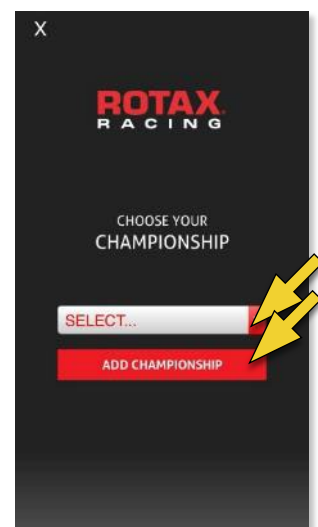 X
ROTAX
RACING
CHOOSE YOUR
CHAMPIONSHIP
SELECT...
ADD CHAMPIONSHIP